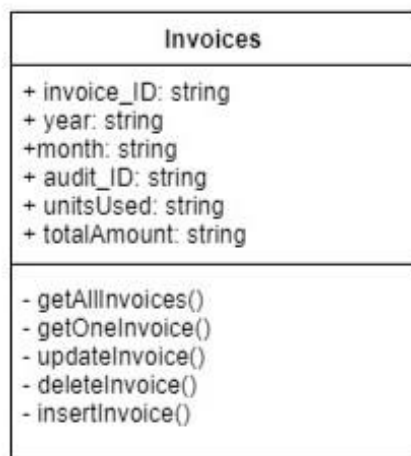 Invoices
+ invoice_ID: string
+ year: string
+month: string
+ audit_ID: string
+ unitsUsed: string
+ totalAmount: string
- getAllInvoices()
- getOneInvoice()
- updateInvoice()
- deleteInvoice()
- insertInvoice()